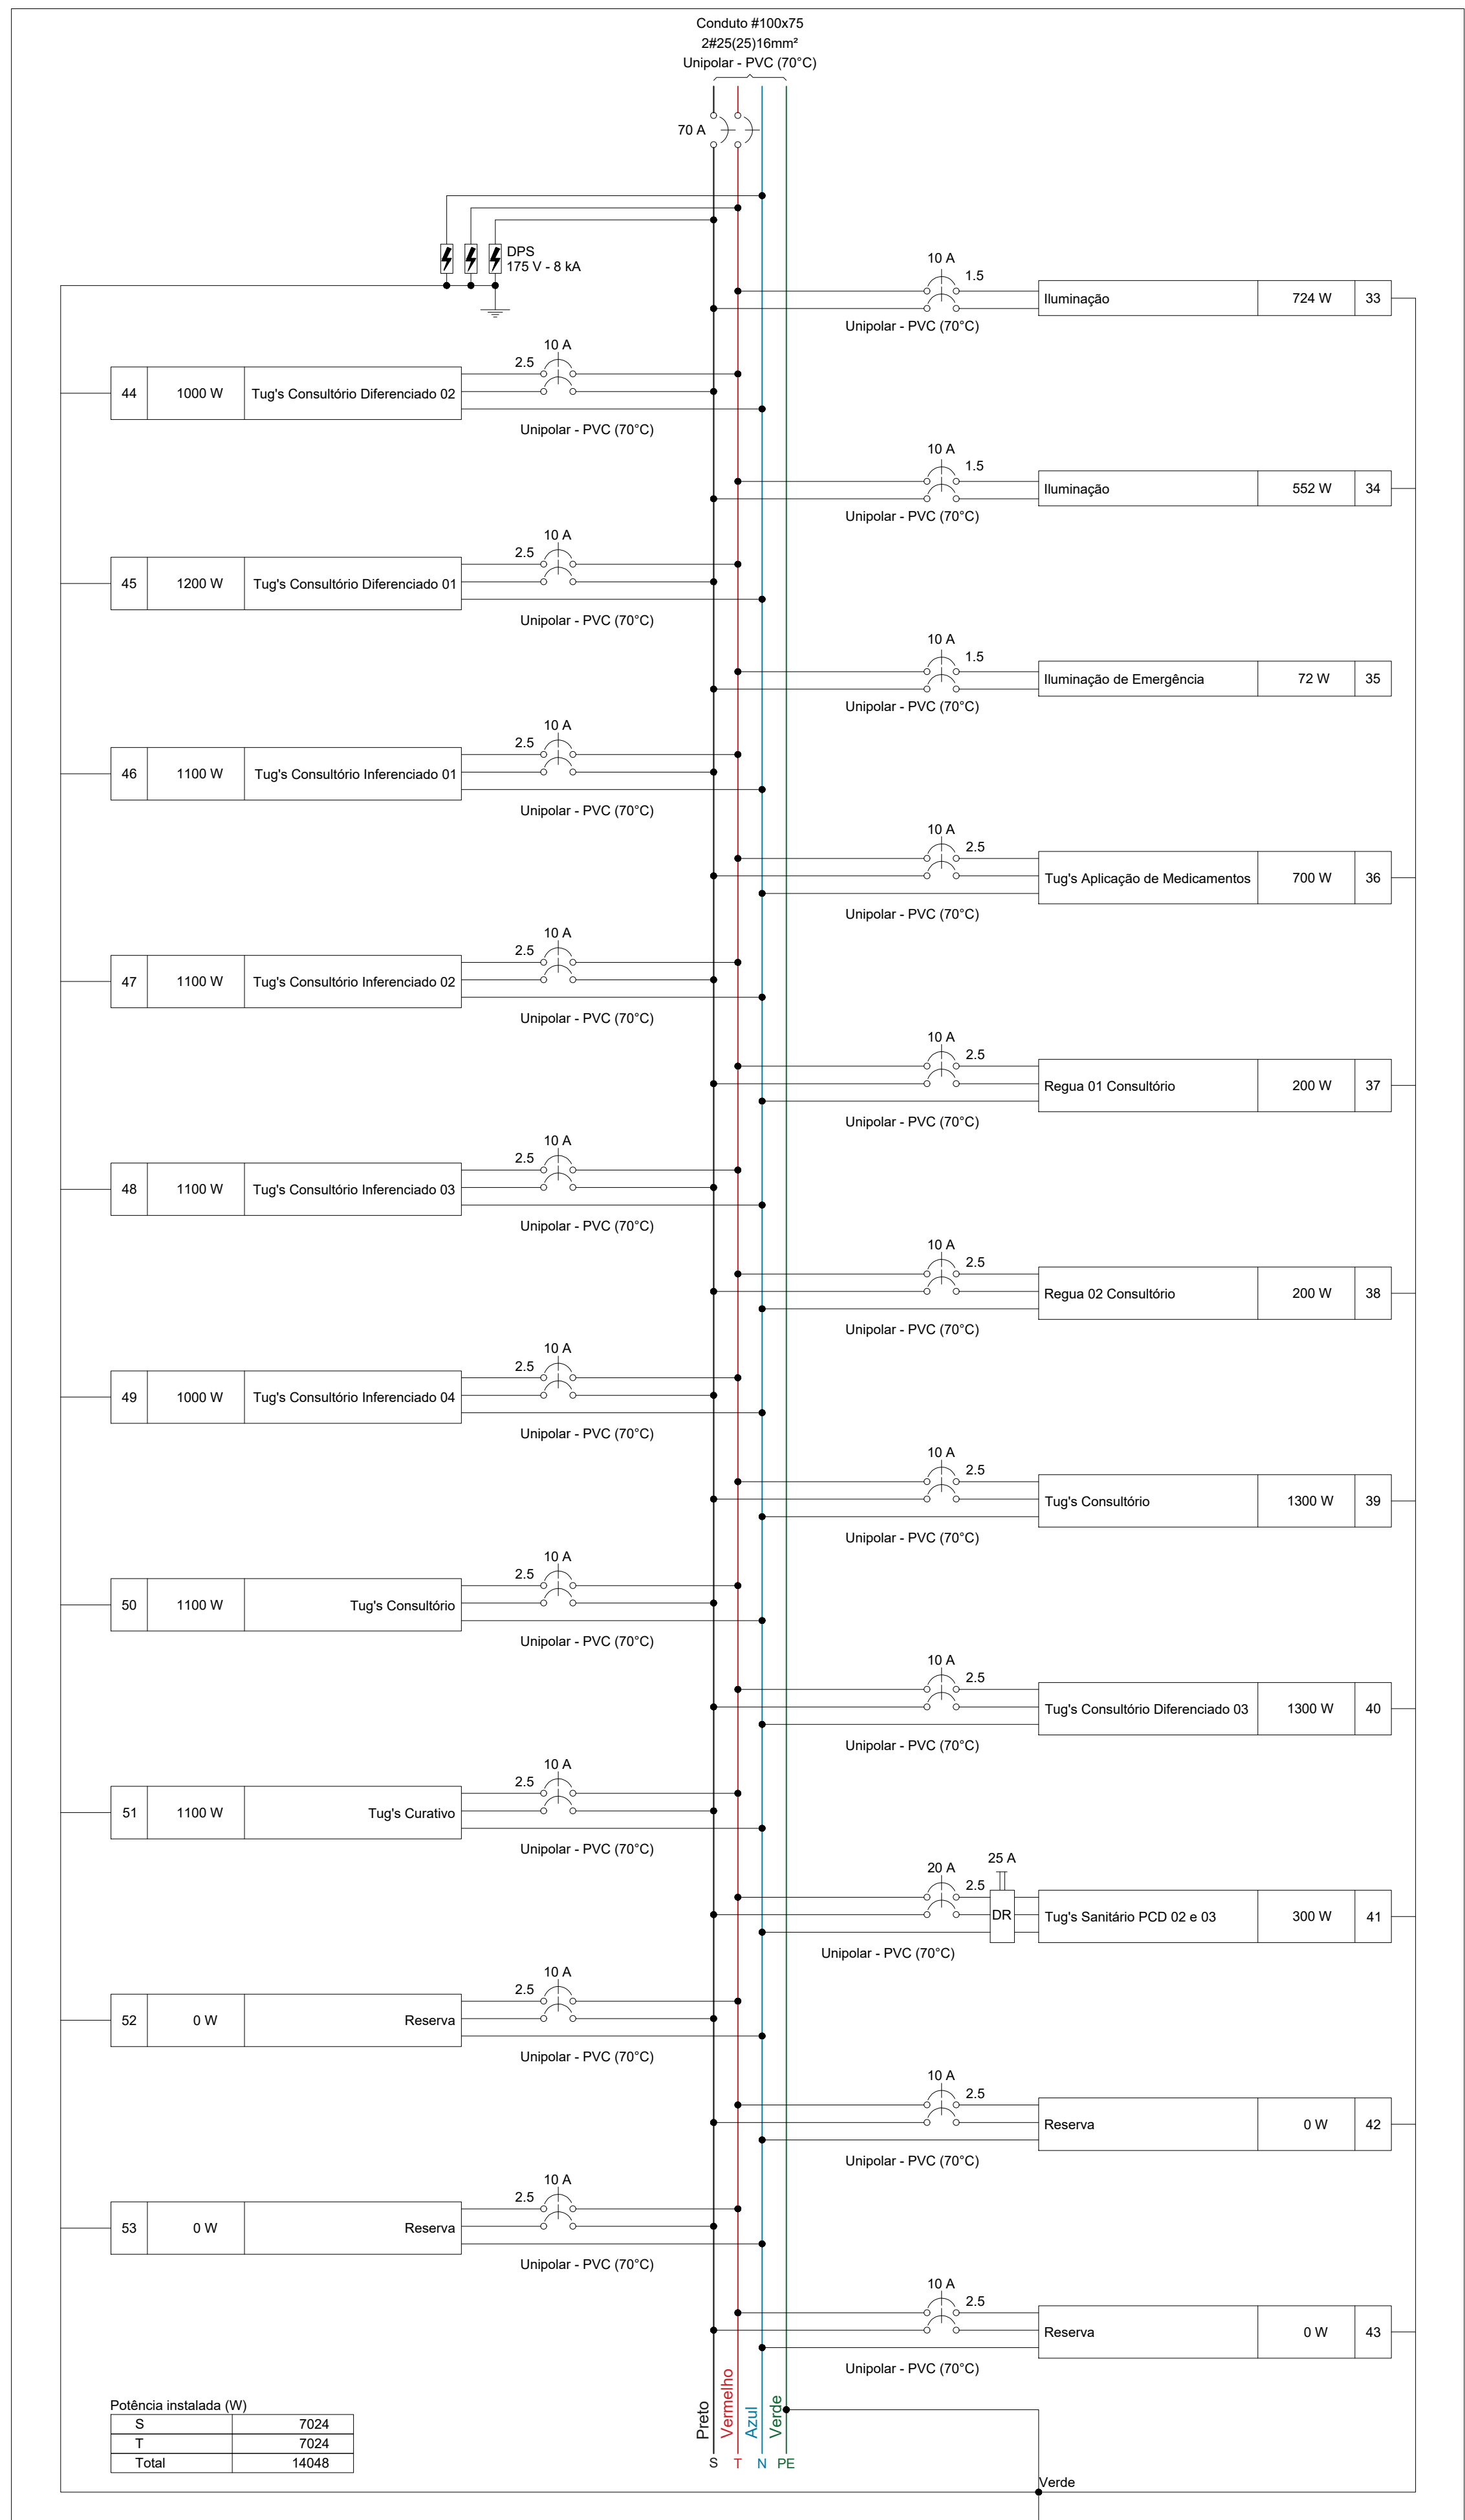 Conduto #100x75
2#25(25)16mm²
Unipolar - PVC (70°C)
70 A
DPS
175 V - 8 kA
10 A
1.5
Iluminação 724 W 33
Unipolar - PVC (70°C)
10 A
2.5
44 1000 W Tug's Consultório Diferenciado 02
Unipolar - PVC (70°C)
10 A
1.5
Iluminação 552 W 34
Unipolar - PVC (70°C)
10 A
2.5
45 1200 W Tug's Consultório Diferenciado 01
Unipolar - PVC (70°C)
10 A
1.5
Iluminação de Emergência 72 W 35
Unipolar - PVC (70°C)
10 A
2.5
46 1100 W Tug's Consultório Inferenciado 01
Unipolar - PVC (70°C)
10 A
2.5
Tug's Aplicação de Medicamentos 700 W 36
Unipolar - PVC (70°C)
10 A
2.5
47 1100 W Tug's Consultório Inferenciado 02
Unipolar - PVC (70°C)
10 A
2.5
Regua 01 Consultório 200 W 37
Unipolar - PVC (70°C)
10 A
2.5
48 1100 W Tug's Consultório Inferenciado 03
Unipolar - PVC (70°C)
10 A
2.5
Regua 02 Consultório 200 W 38
Unipolar - PVC (70°C)
10 A
2.5
49 1000 W Tug's Consultório Inferenciado 04
Unipolar - PVC (70°C)
10 A
2.5
Tug's Consultório 1300 W 39
Unipolar - PVC (70°C)
10 A
2.5
50 1100 W Tug's Consultório
Unipolar - PVC (70°C)
10 A
2.5
Tug's Consultório Diferenciado 03 1300 W 40
Unipolar - PVC (70°C)
10 A
2.5
51 1100 W Tug's Curativo
Unipolar - PVC (70°C)
20 A
25 A
2.5
DR
Tug's Sanitário PCD 02 e 03 300 W 41
Unipolar - PVC (70°C)
10 A
2.5
52 0 W Reserva
Unipolar - PVC (70°C)
10 A
2.5
Reserva 0 W 42
Unipolar - PVC (70°C)
10 A
2.5
53 0 W Reserva
Unipolar - PVC (70°C)
10 A
2.5
Reserva 0 W 43
Unipolar - PVC (70°C)
Potência instalada (W)
S 7024
T 7024
Total 14048
Preto
Vermelho
Azul
Verde
S T N PE
Verde